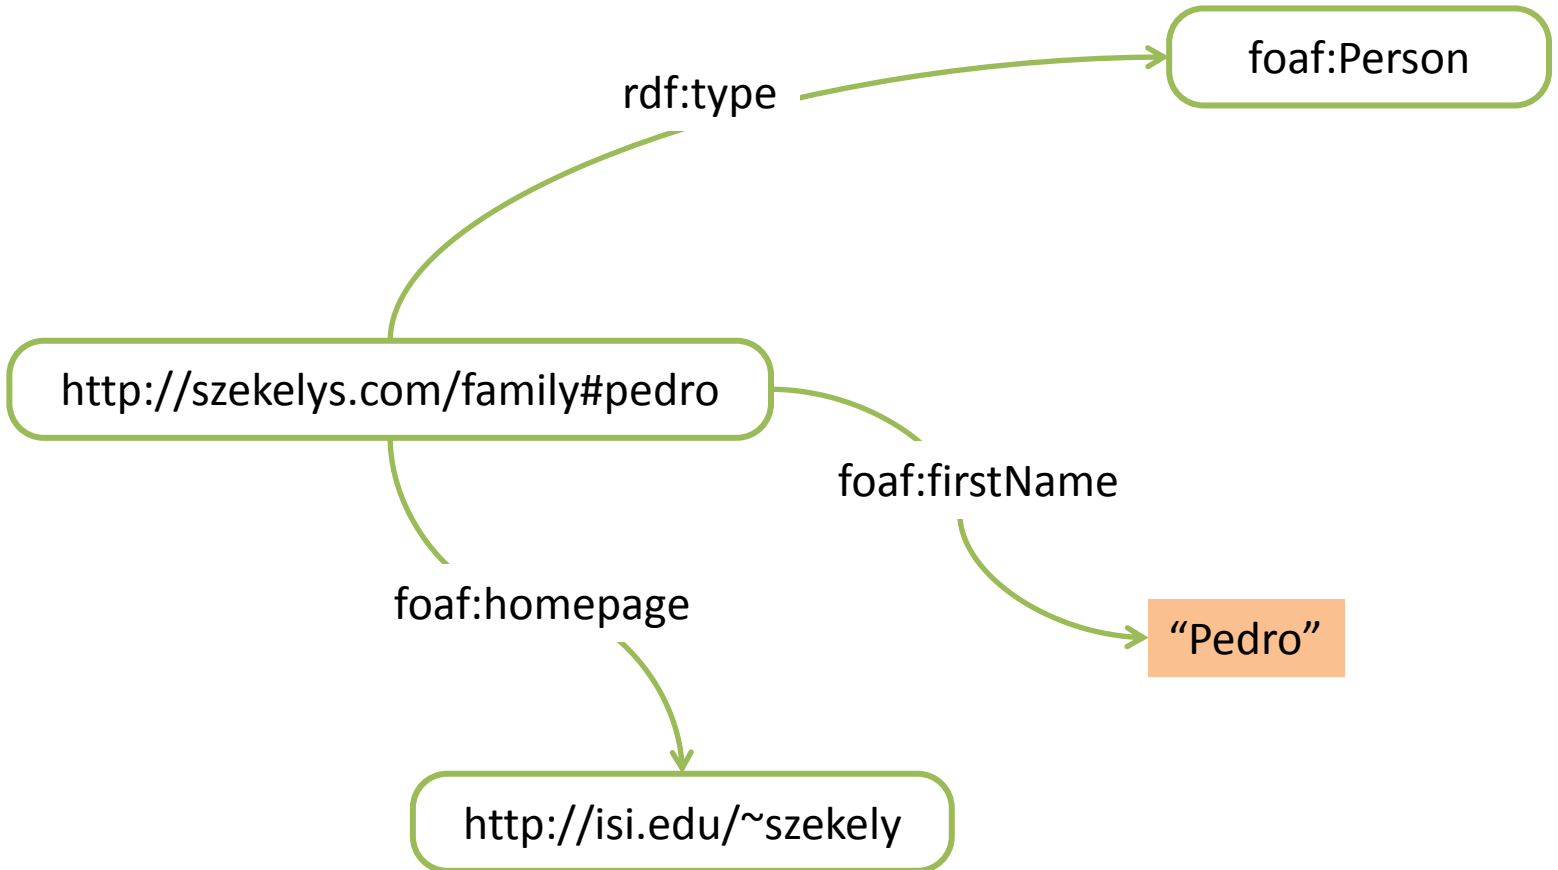 foaf:Person
rdf:type
http://szekelys.com/family#pedro
foaf:firstName
foaf:homepage
“Pedro”
http://isi.edu/~szekely